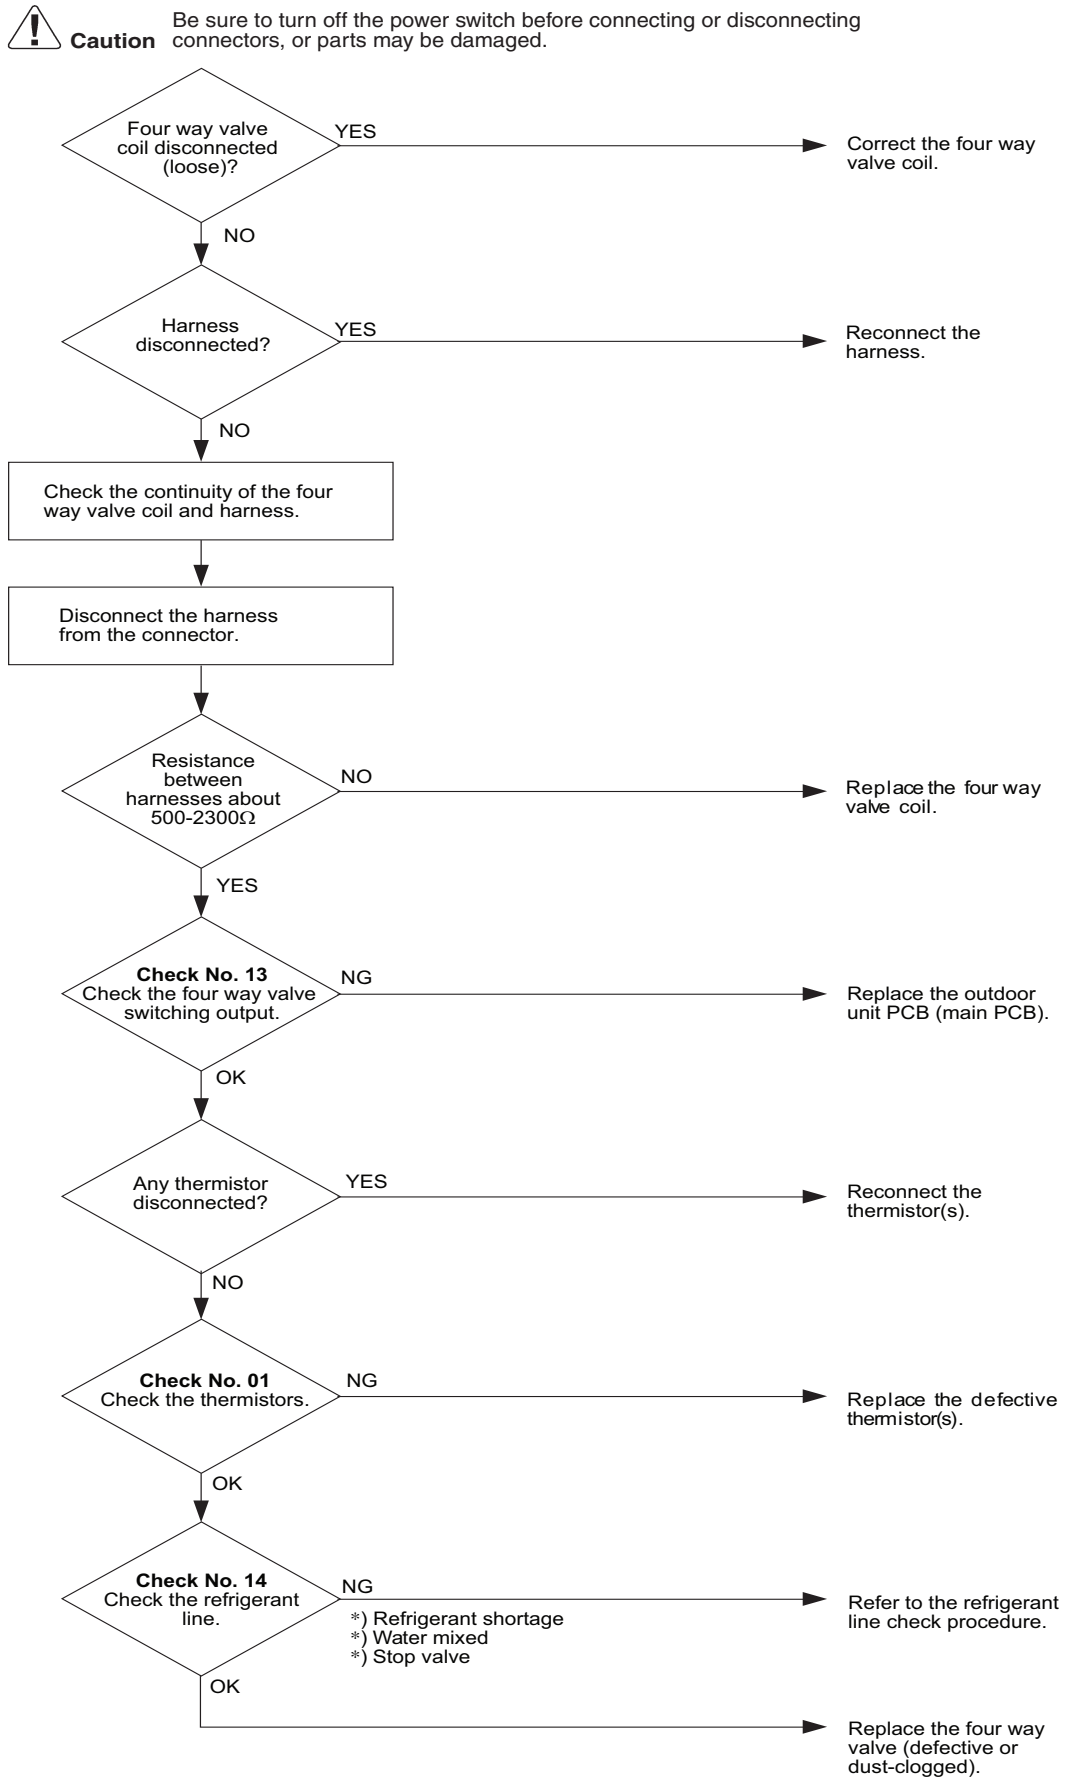 Be sure to turn off the power switch before connecting or disconnecting
Caution connectors, or parts may be damaged.
Four way valve
coil disconnected
(loose)?
YES
Correct the four way
valve coil.
NO
Harness
disconnected?
YES
Reconnect the
harness.
NO
Check the continuity of the four
way valve coil and harness.
Disconnect the harness
from the connector.
Resistance
between
harnesses about
500-2300Ω
NO
Replace the four way
valve coil.
YES
Check No. 13
Check the four way valve
switching output.
NG
Replace the outdoor
unit PCB (main PCB).
OK
Any thermistor
disconnected?
YES
Reconnect the
thermistor(s).
NO
Check No. 01
Check the thermistors.
NG
Replace the defective
thermistor(s).
OK
Check No. 14
Check the refrigerant
line.
NG
*) Refrigerant shortage
*) Water mixed
*) Stop valve
Refer to the refrigerant
line check procedure.
OK
Replace the four way
valve (defective or
dust-clogged).